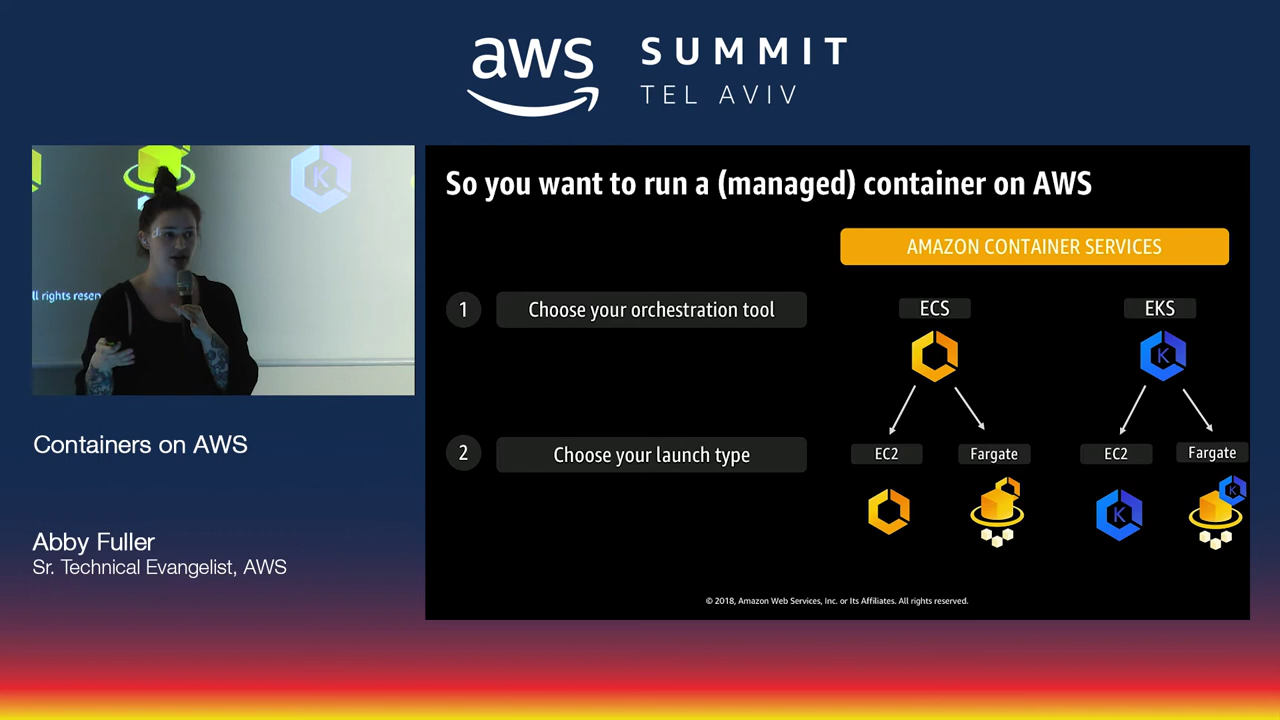 aws
SUMMIT
TEL AVIV
ll rights reser
K
So you want to run a (managed) container on AWS
AMAZON CONTAINER SERVICES
1
Choose your orchestration tool
ECS
EKS
K
2
Choose your launch type
EC2
Fargate
EC2
Fargate
K
K
© 2018, Amazon Web Services, Inc. or Its Affiliates. All rights reserved.
Containers on AWS
Abby Fuller
Sr. Technical Evangelist, AWS